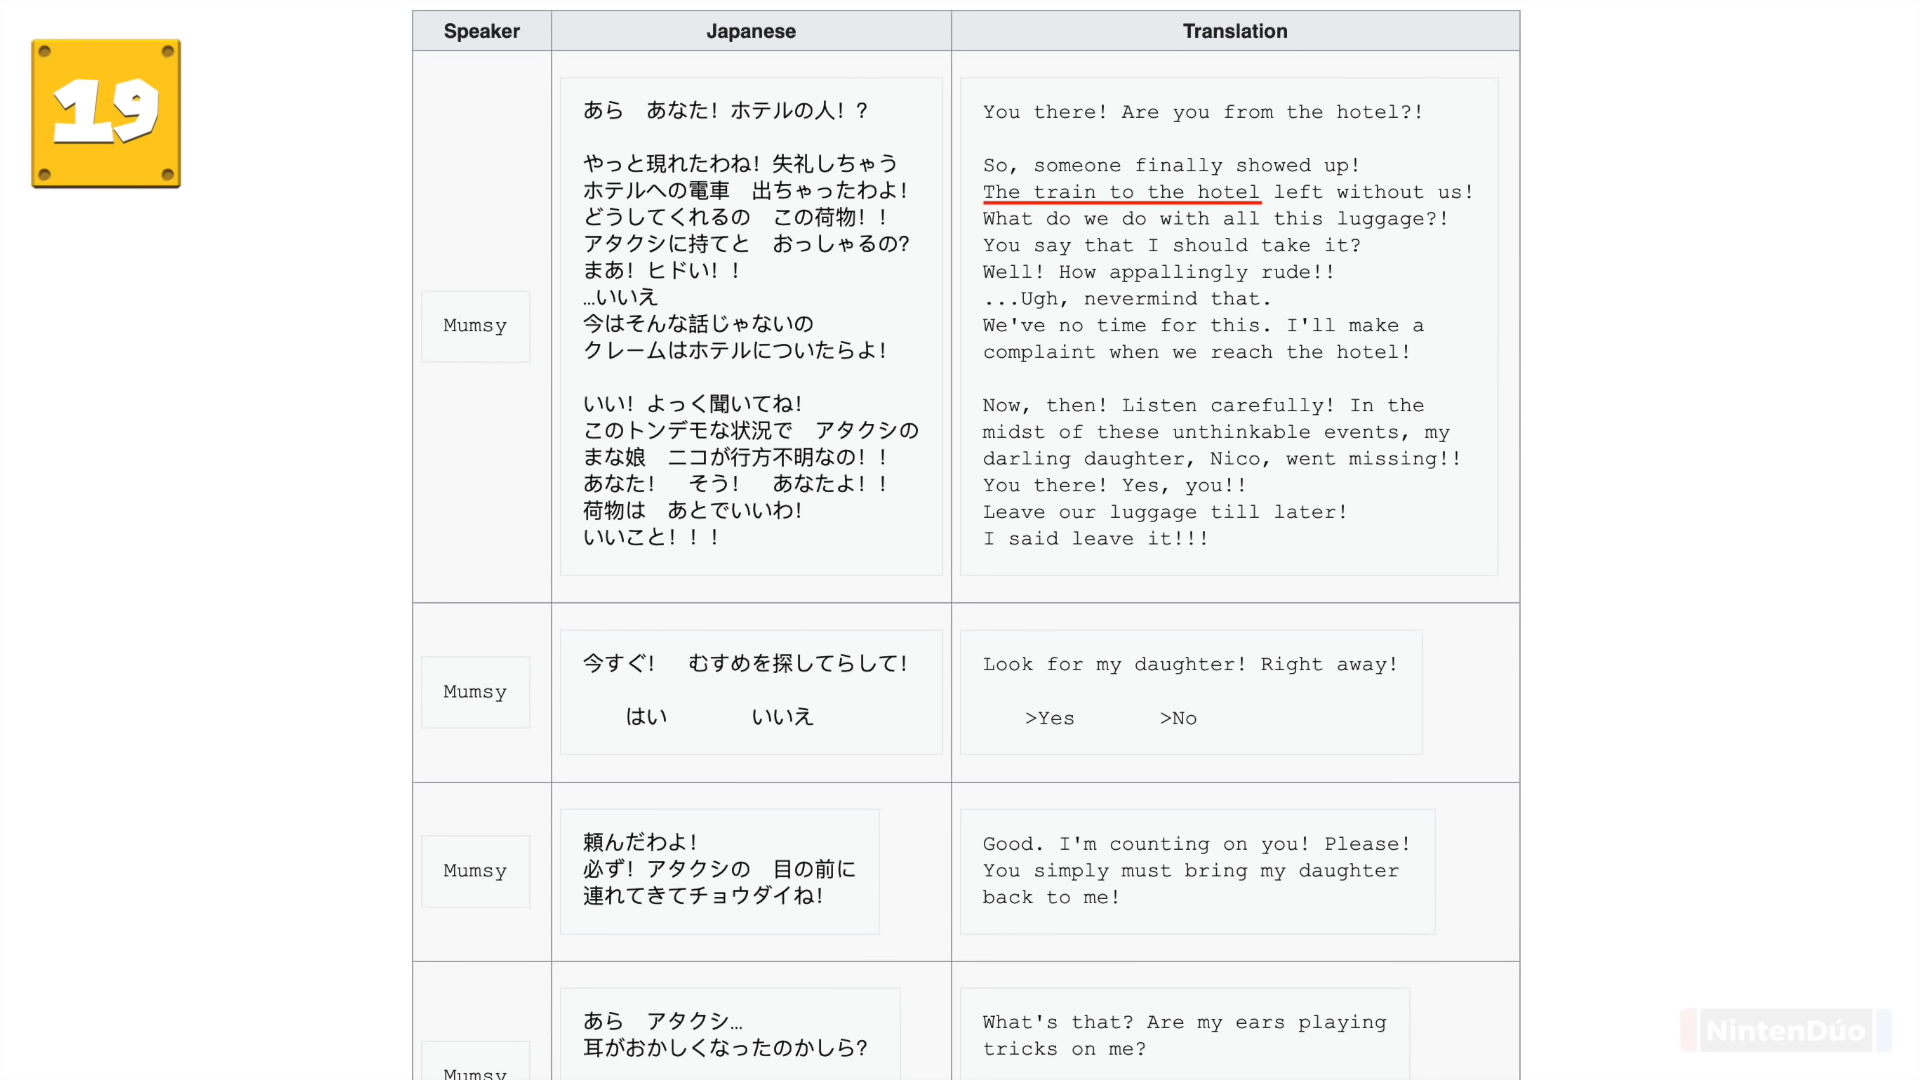 19
Speaker Japanese Translation
Mumsy
あら　あなた！ホテルの人！？
やっと現れたわね！失礼しちゃう
ホテルへの電車　出ちゃったわよ！
どうしてくれるの　この荷物！！
アタクシに持てと　おっしゃるの?
まあ！ヒドい！！
…いいえ
今はそんな話じゃないの
クレームはホテルについたらよ！
いい！よっく聞いてね！
このトンデモな状況で　アタクシの
まな娘　ニコが行方不明なの！！
あなた！　そう！　あなたよ！！
荷物は　あとでいいわ！
いいこと！！！
You there! Are you from the hotel?!
So, someone finally showed up!
The train to the hotel left without us!
What do we do with all this luggage?!
You say that I should take it?
Well! How appallingly rude!!
...Ugh, nevermind that.
We've no time for this. I'll make a
complaint when we reach the hotel!
Now, then! Listen carefully! In the
midst of these unthinkable events, my
darling daughter, Nico, went missing!!
You there! Yes, you!!
Leave our luggage till later!
I said leave it!!!
Mumsy
今すぐ！　むすめを探してらして！
はい　いいえ
Look for my daughter! Right away!
>Yes >No
Mumsy
頼んだわよ！
必ず！アタクシの　目の前に
連れてきてチョウダイね！
Good. I'm counting on you! Please!
You simply must bring my daughter
back to me!
Mumsy
あら　アタクシ…
耳がおかしくなったのかしら?
What's that? Are my ears playing
tricks on me?
NintenDúo